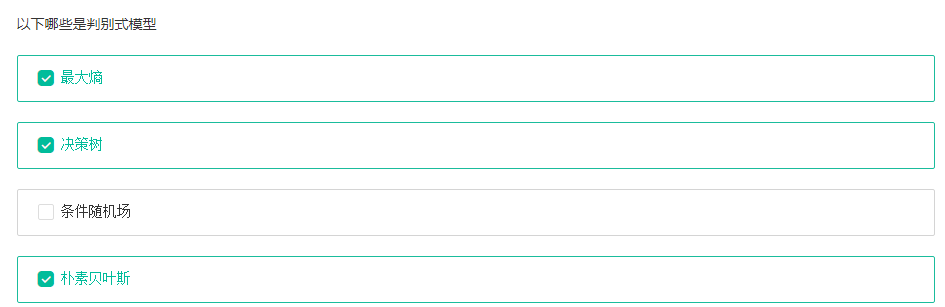 以下哪些是判别式模型
最大熵
决策树
条件随机场
朴素贝叶斯